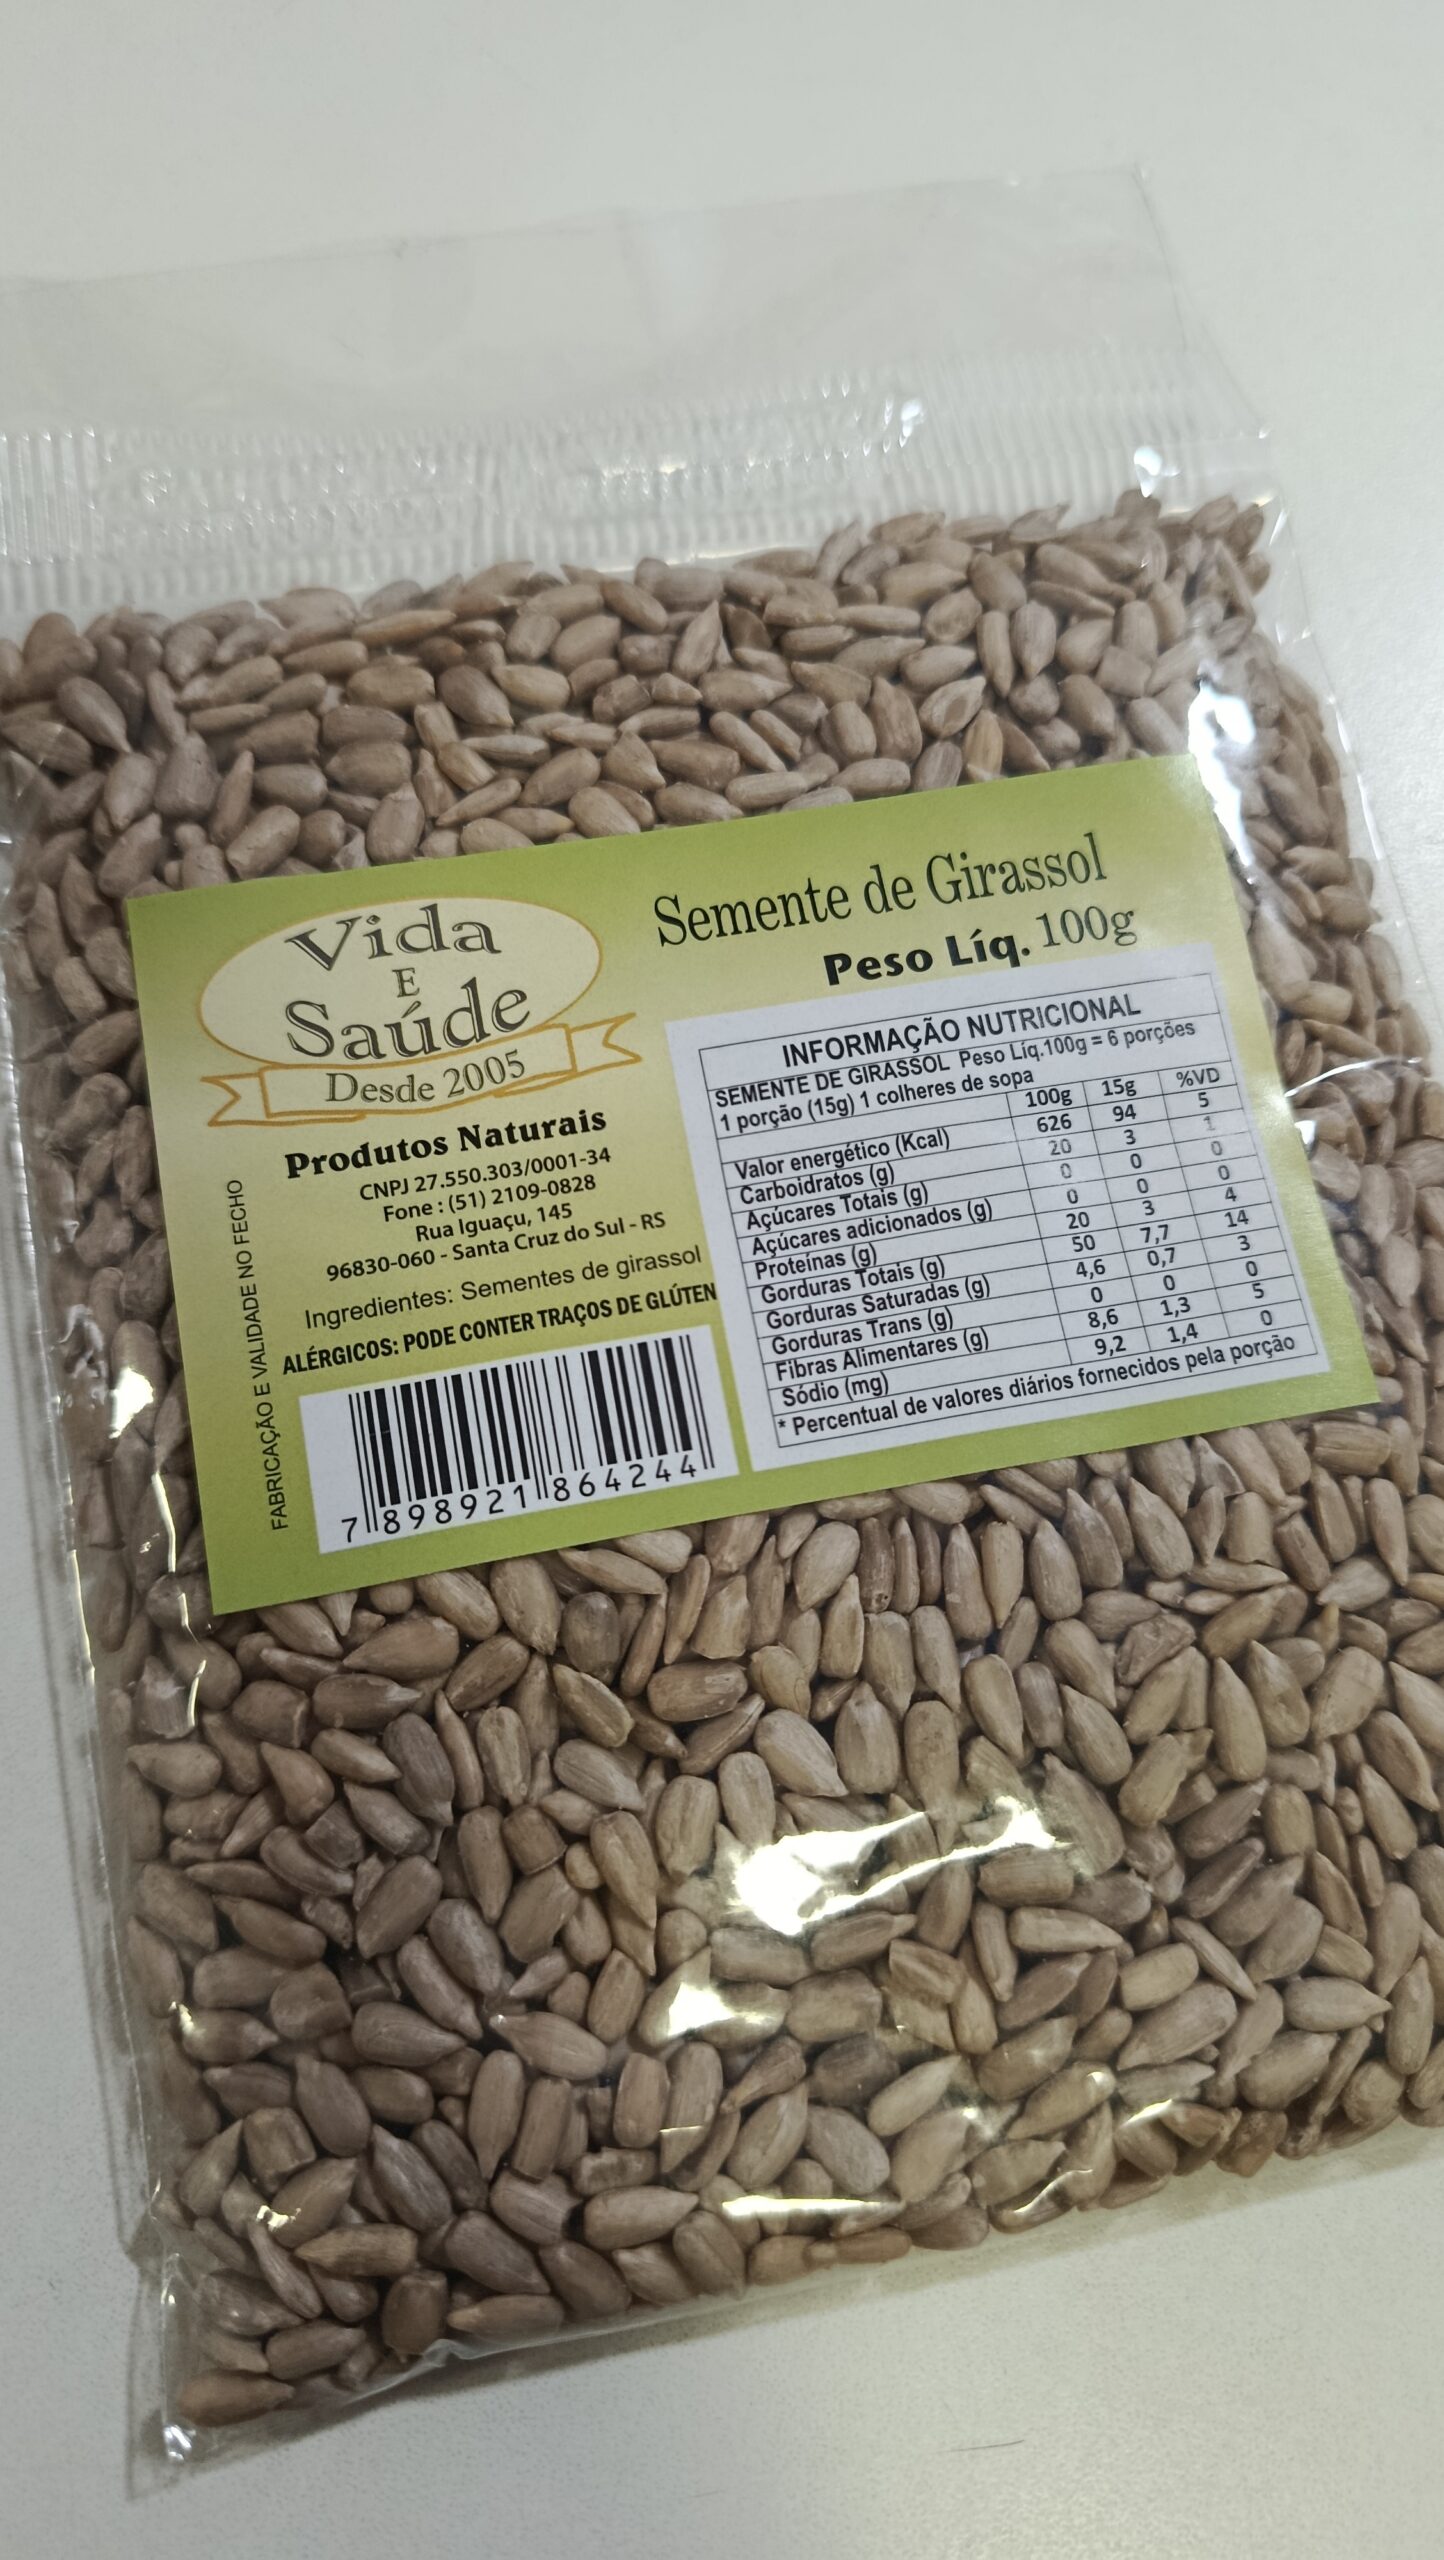 Vida
E
Saúde
Desde 2005
Produtos Naturais
CNPJ 27.550.303/0001-34
Fone : (51) 2109-0828
Rua Iguaçu, 145
96830-060 - Santa Cruz do Sul - RS
Ingredientes: Sementes de girassol
ALÉRGICOS: PODE CONTER TRAÇOS DE GLÚTEN
FABRICAÇÃO E VALIDADE NO FECHO
7 898921 864244
Semente de Girassol
Peso Líq. 100g
INFORMAÇÃO NUTRICIONAL
SEMENTE DE GIRASSOL Peso Líq.100g = 6 porções
1 porção (15g) 1 colheres de sopa
100g 15g %VD
Valor energético (Kcal) 626 94 5
Carboidratos (g) 20 3 1
Açúcares Totais (g) 0 0 0
Açúcares adicionados (g) 0 0 0
Proteínas (g) 20 3 4
Gorduras Totais (g) 50 7,7 14
Gorduras Saturadas (g) 4,6 0,7 3
Gorduras Trans (g) 0 0 0
Fibras Alimentares (g) 8,6 1,3 5
Sódio (mg) 9,2 1,4 0
* Percentual de valores diários fornecidos pela porção